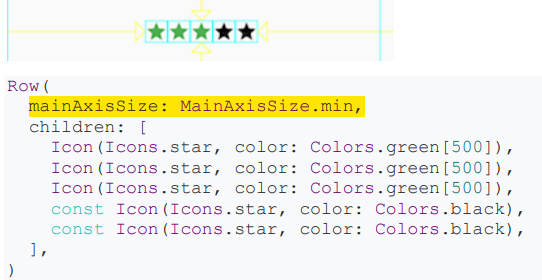 Row(
  mainAxisSize: MainAxisSize.min,
  children: [
    Icon(Icons.star, color: Colors.green[500]),
    Icon(Icons.star, color: Colors.green[500]),
    Icon(Icons.star, color: Colors.green[500]),
    const Icon(Icons.star, color: Colors.black),
    const Icon(Icons.star, color: Colors.black),
  ],
)